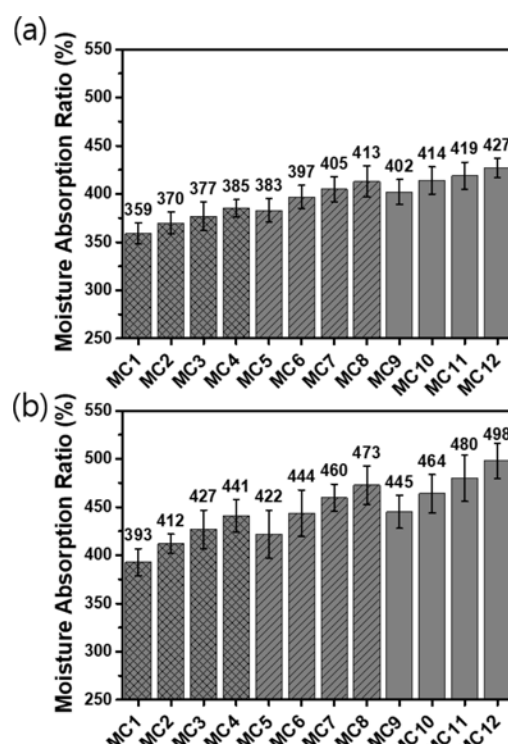 (a)
Moisture Absorption Ratio (%)
550
500
450
400
350
300
250
359
370
377
385
383
397
405
413
402
414
419
427
MC1
MC2
MC3
MC4
MC5
MC6
MC7
MC8
MC9
MC10
MC11
MC12
(b)
Moisture Absorption Ratio (%)
550
500
450
400
350
300
250
393
412
427
441
422
444
460
473
445
464
480
498
MC1
MC2
MC3
MC4
MC5
MC6
MC7
MC8
MC9
MC10
MC11
MC12